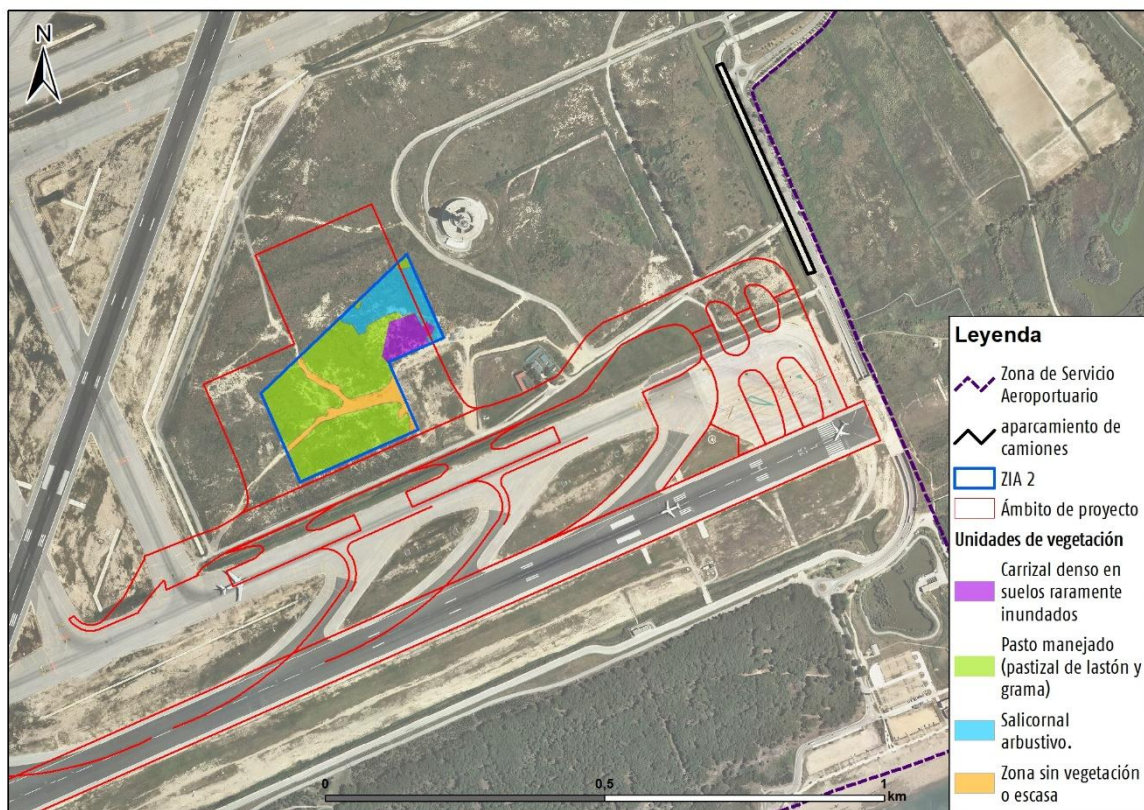 N
Leyenda
Zona de Servicio
Aeroportuario
aparcamiento de
camiones
ZIA 2
Ámbito de proyecto
Unidades de vegetación
Carrizal denso en
suelos raramente
inundados
Pasto manejado
(pastizal de lastón y
grama)
Salicornal
arbustivo.
Zona sin vegetación
o escasa
0 0,5 1
km